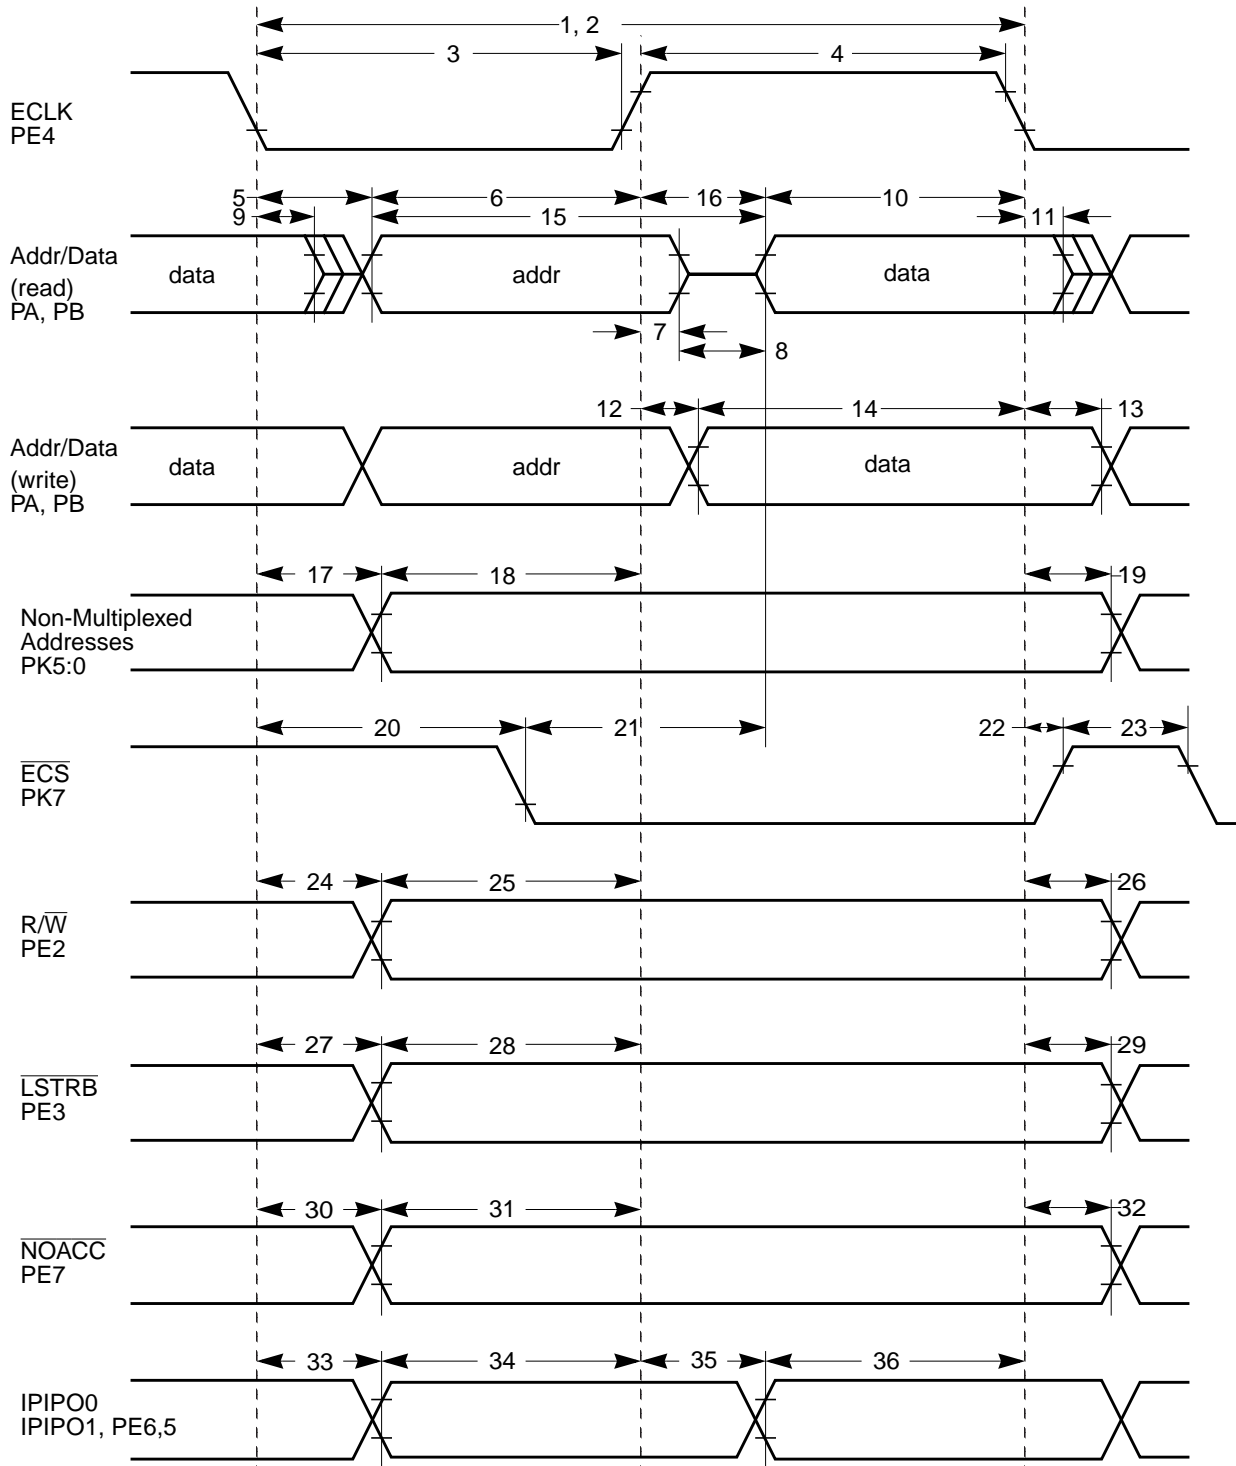 1, 2
3
4
ECLK
PE4
5
6
16
10
9
15
11
Addr/Data
(read)
PA, PB
data
addr
data
7
8
12
14
13
Addr/Data
(write)
PA, PB
data
addr
data
17
18
19
Non-Multiplexed
Addresses
PK5:0
20
21
22
23
E̅C̅S̅
PK7
24
25
26
R/W̅
PE2
27
28
29
L̅S̅T̅R̅B̅
PE3
30
31
32
N̅O̅A̅C̅C̅
PE7
33
34
35
36
IPIPO0
IPIPO1, PE6,5